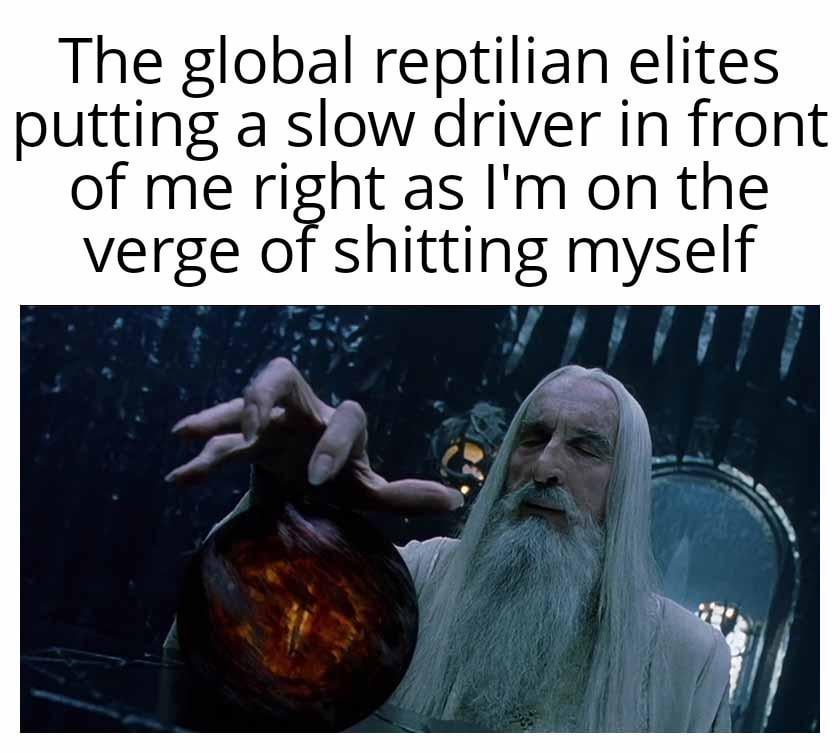 The global reptilian elites
putting a slow driver in front
of me right as I'm on the
verge of shitting myself